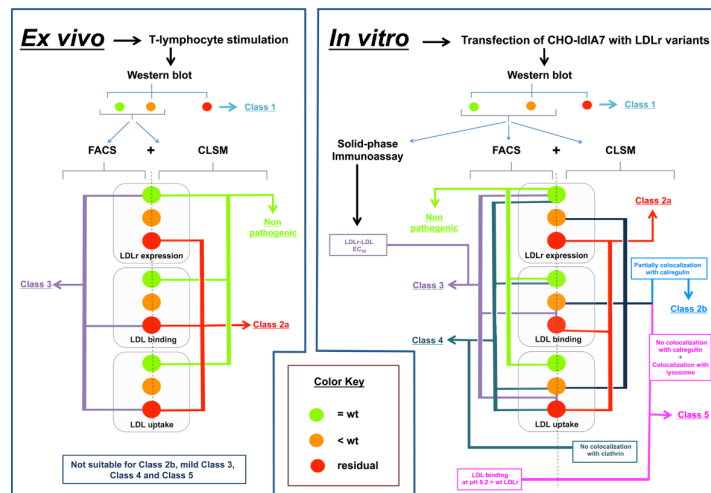 Ex vivo
T-lymphocyte stimulation
Western blot
Class 1
FACS + CLSM
LDLr expression
Non
pathogenic
Class 3
LDL binding
Class 2a
LDL uptake
Not suitable for Class 2b, mild Class 3,
Class 4 and Class 5
Color Key
= wt
< wt
residual
In vitro
Transfection of CHO-ldlA7 with LDLr variants
Western blot
Class 1
Solid-phase
Immunoassay
FACS + CLSM
Class 2a
Non
pathogenic
LDLr expression
LDLr-LDL
EC50
Partially colocalization
with calregulin
Class 3
Class 2b
LDL binding
Class 4
No colocalization
with calregulin
+
Colocalization with
lysosome
Class 5
LDL uptake
No colocalization
with clathrin
LDL binding
at pH 5.2 > wt LDLr